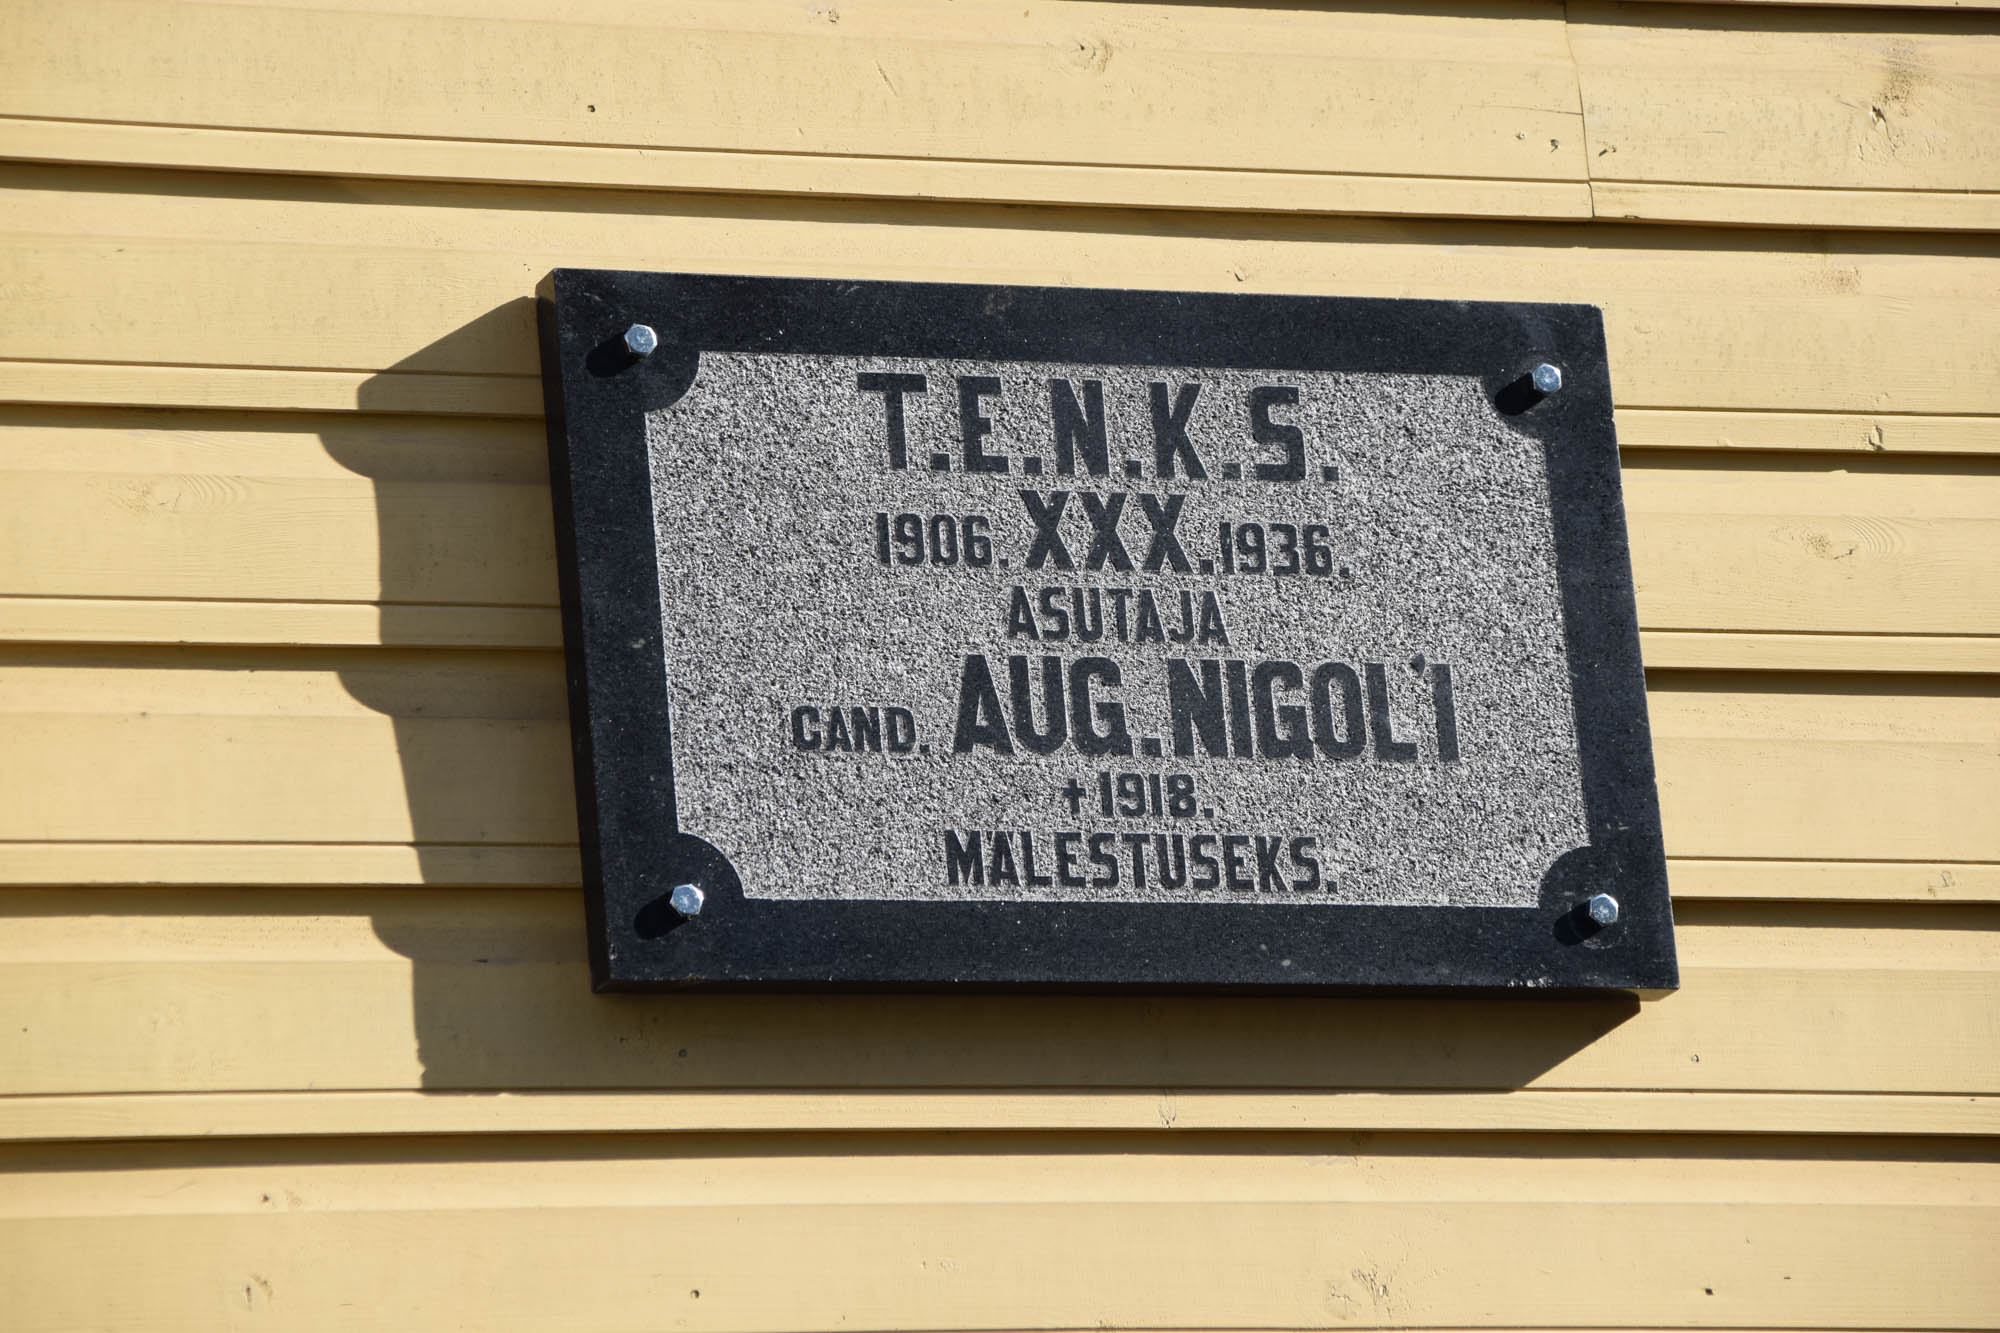 T.E.N.K.S.
1906. XXX. 1936.
ASUTAJA
CAND. AUG. NIGOL'I
+ 1918.
MÄLESTUSEKS.